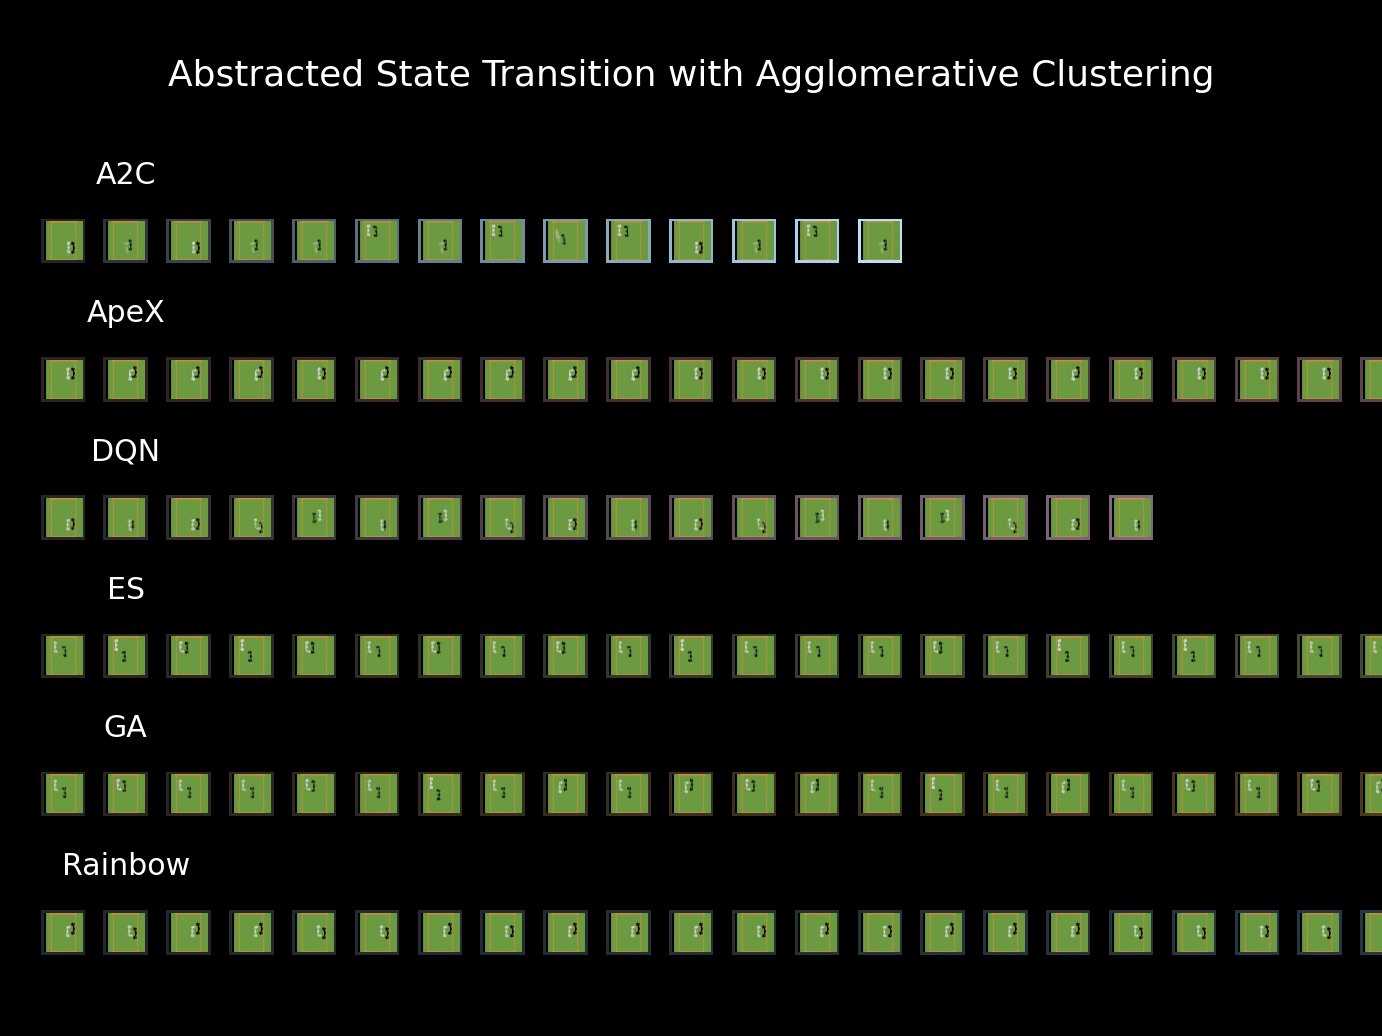 Abstracted State Transition with Agglomerative Clustering
A2C
ApeX
DQN
ES
GA
Rainbow